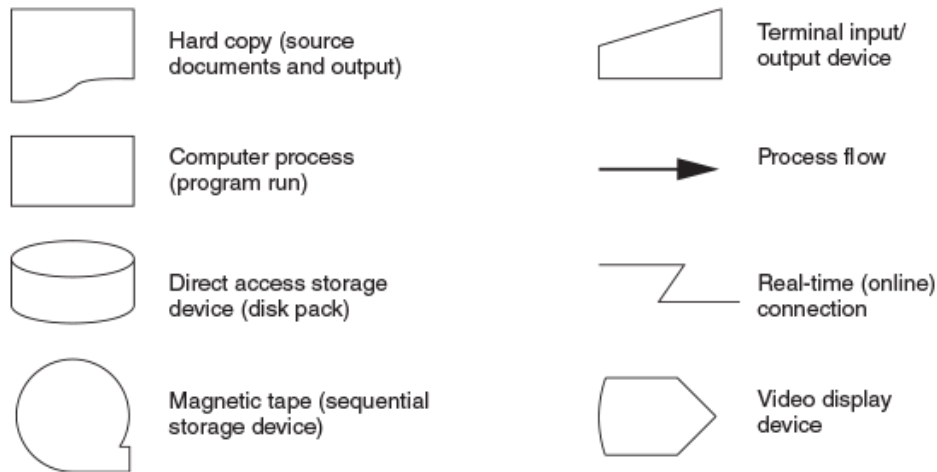 Hard copy (source
documents and output)
Terminal input/
output device
Computer process
(program run)
Process flow
Direct access storage
device (disk pack)
Real-time (online)
connection
Magnetic tape (sequential
storage device)
Video display
device